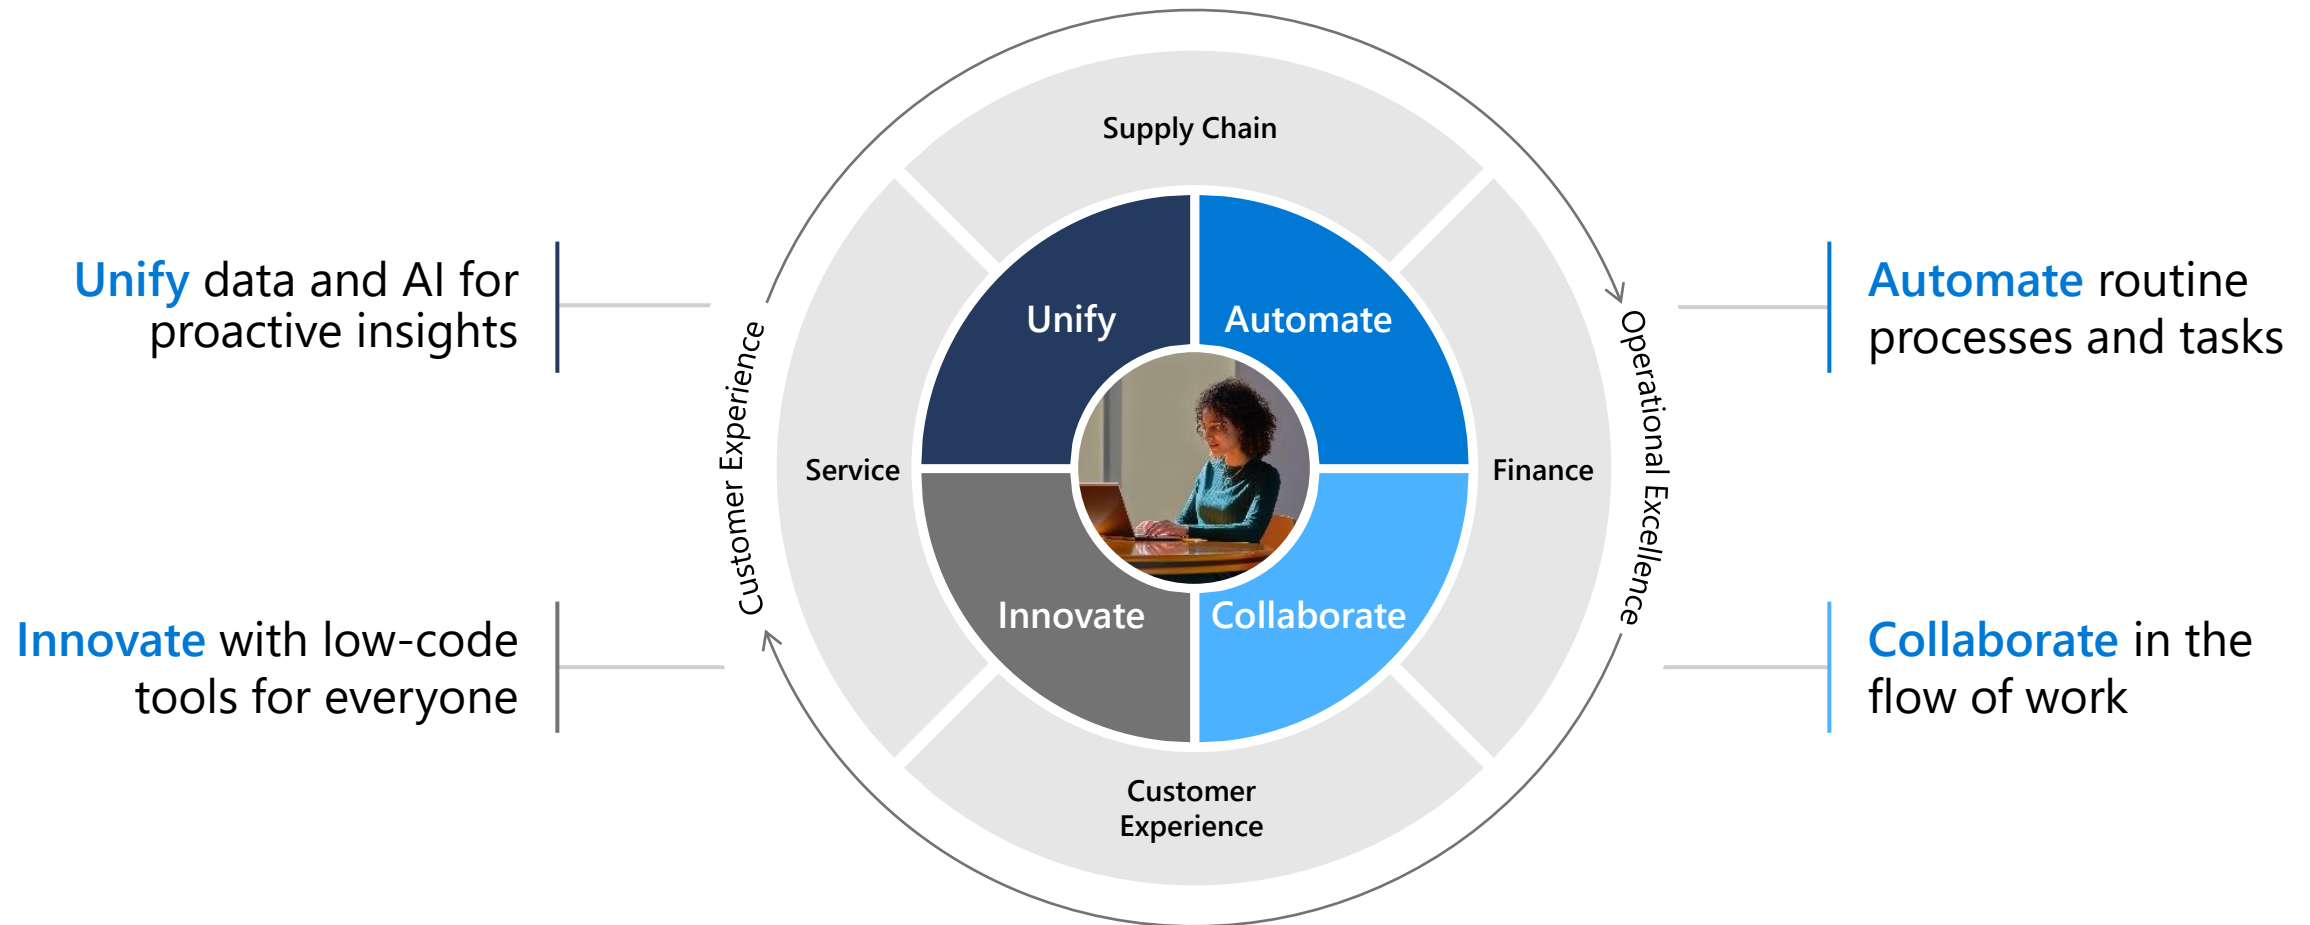 Supply Chain
Unify data and AI for
proactive insights
Unify
Automate
Automate routine
processes and tasks
Customer Experience
Service
Finance
Operational Excellence
Innovate with low-code
tools for everyone
Innovate
Collaborate
Collaborate in the
flow of work
Customer
Experience